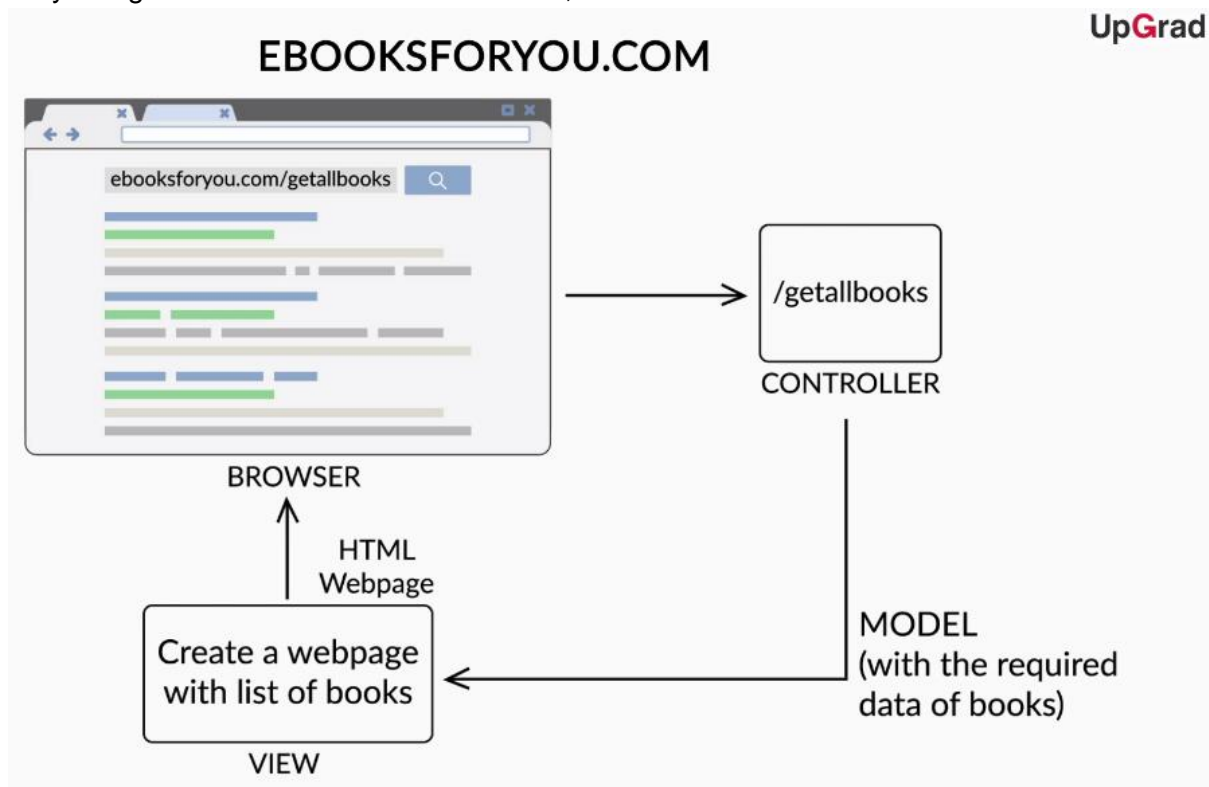 UpGrad
EBOOKSFORYOU.COM
ebooksforyou.com/getallbooks
/getallbooks
CONTROLLER
BROWSER
HTML
Webpage
Create a webpage
with list of books
VIEW
MODEL
(with the required
data of books)